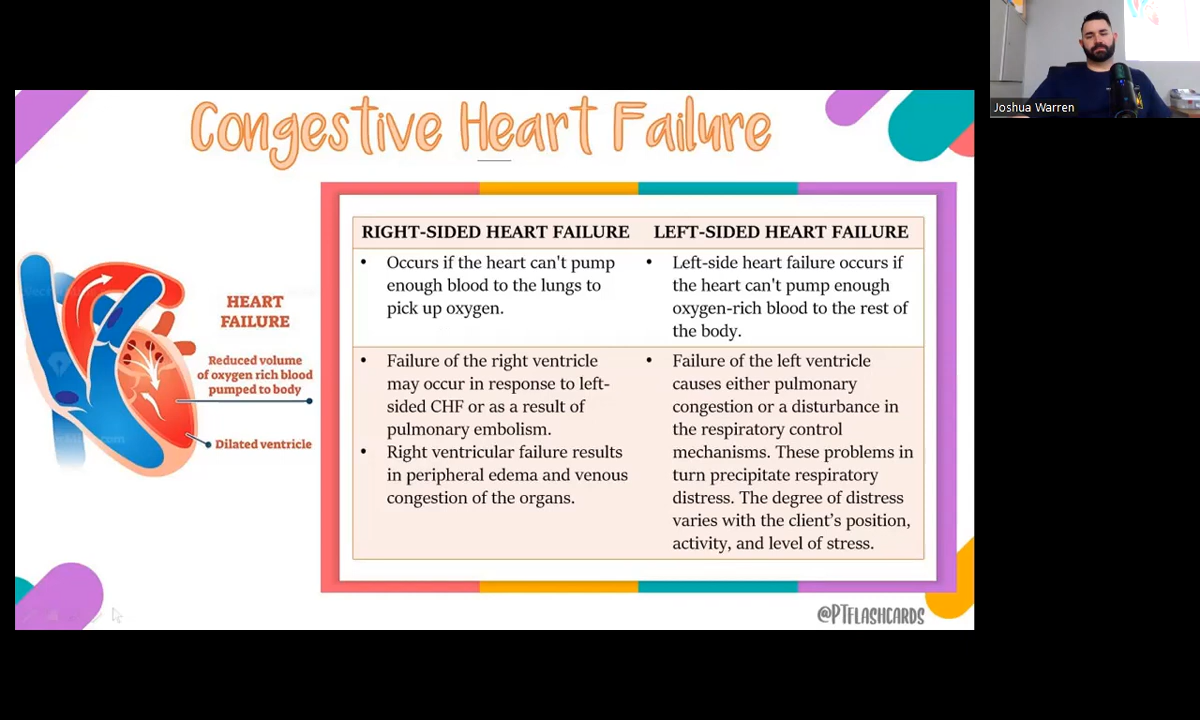 Joshua Warren
Congestive Heart Failure
HEART
FAILURE
Reduced volume
of oxygen rich blood
pumped to body
Dilated ventricle
RIGHT-SIDED HEART FAILURE
LEFT-SIDED HEART FAILURE
• Occurs if the heart can't pump
enough blood to the lungs to
pick up oxygen.
• Left-side heart failure occurs if
the heart can't pump enough
oxygen-rich blood to the rest of
the body.
• Failure of the right ventricle
may occur in response to left-
sided CHF or as a result of
pulmonary embolism.
• Right ventricular failure results
in peripheral edema and venous
congestion of the organs.
• Failure of the left ventricle
causes either pulmonary
congestion or a disturbance in
the respiratory control
mechanisms. These problems in
turn precipitate respiratory
distress. The degree of distress
varies with the client’s position,
activity, and level of stress.
@PTFLASHCARDS